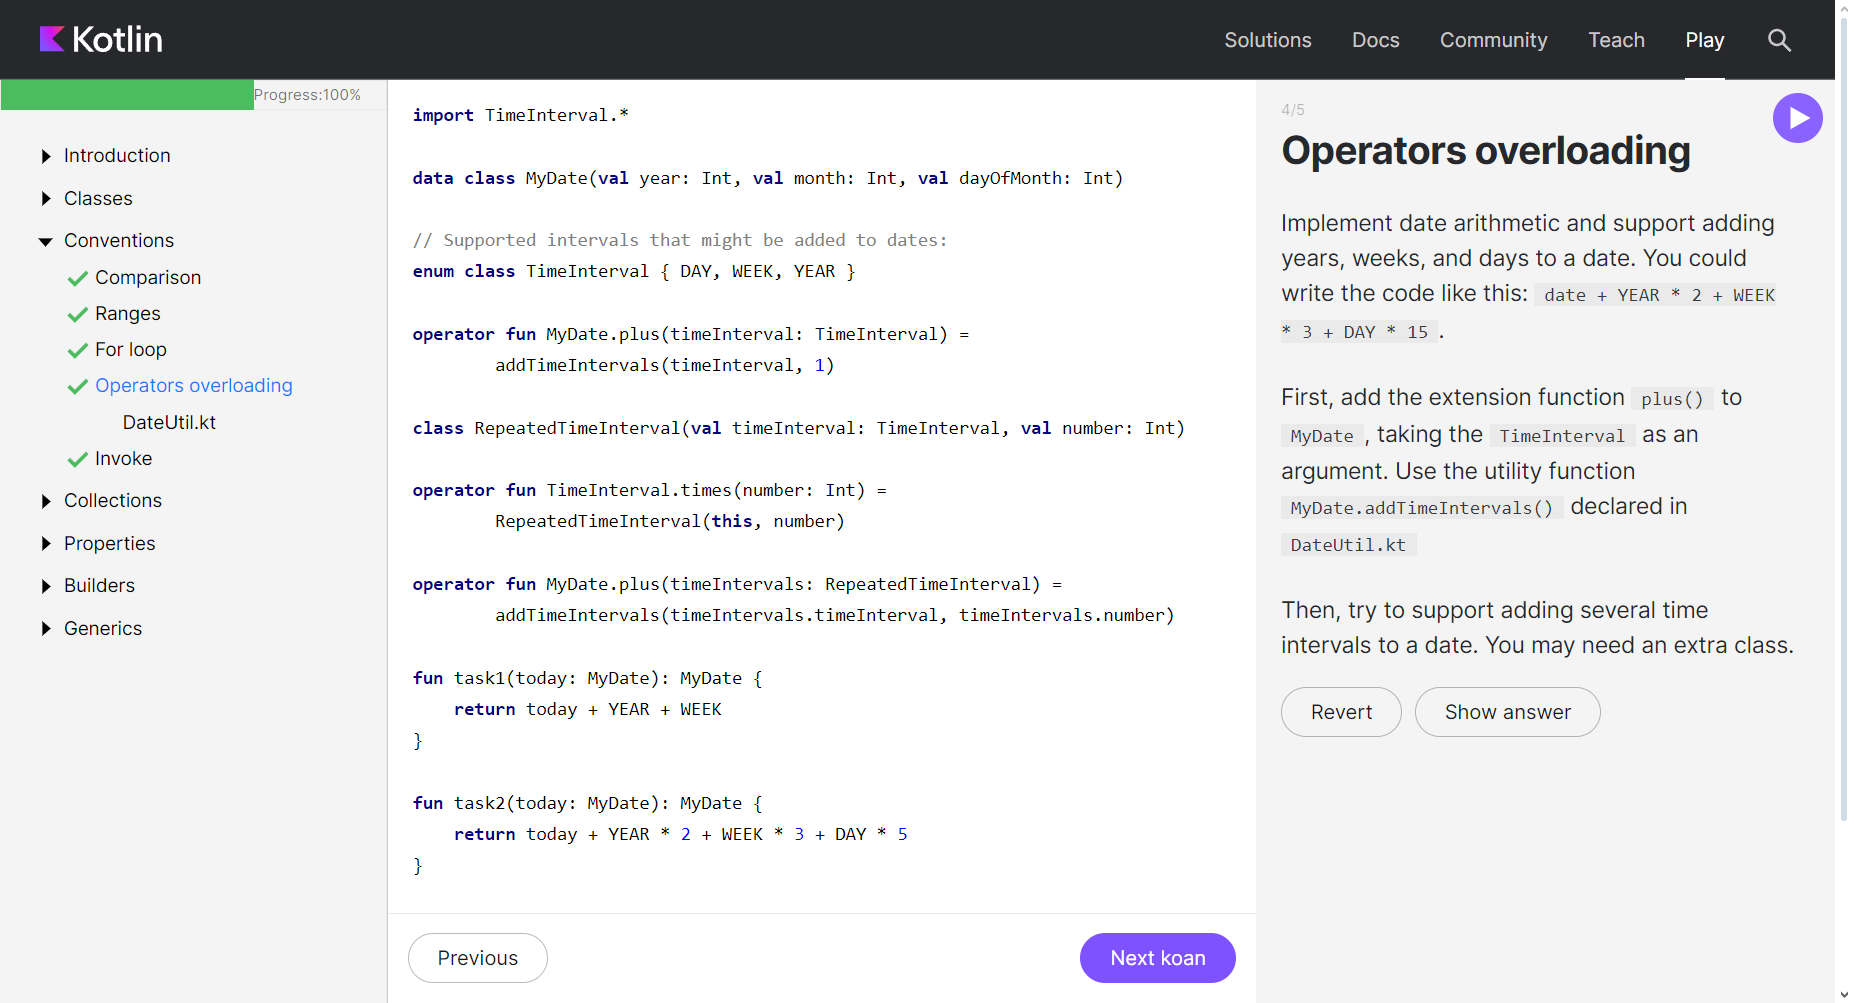 Kotlin
Solutions
Docs
Community
Teach
Play
Progress:100%
Introduction
Classes
Conventions
Comparison
Ranges
For loop
Operators overloading
DateUtil.kt
Invoke
Collections
Properties
Builders
Generics
import TimeInterval.*
data class MyDate(val year: Int, val month: Int, val dayOfMonth: Int)
// Supported intervals that might be added to dates:
enum class TimeInterval { DAY, WEEK, YEAR }
operator fun MyDate.plus(timeInterval: TimeInterval) =
addTimeIntervals(timeInterval, 1)
class RepeatedTimeInterval(val timeInterval: TimeInterval, val number: Int)
operator fun TimeInterval.times(number: Int) =
RepeatedTimeInterval(this, number)
operator fun MyDate.plus(timeIntervals: RepeatedTimeInterval) =
addTimeIntervals(timeIntervals.timeInterval, timeIntervals.number)
fun task1(today: MyDate): MyDate {
return today + YEAR + WEEK
}
fun task2(today: MyDate): MyDate {
return today + YEAR * 2 + WEEK * 3 + DAY * 5
}
Previous
Next koan
4/5
Operators overloading
Implement date arithmetic and support adding
years, weeks, and days to a date. You could
write the code like this: date + YEAR * 2 + WEEK
* 3 + DAY * 15 .
First, add the extension function plus() to
MyDate , taking the TimeInterval as an
argument. Use the utility function
MyDate.addTimeIntervals() declared in
DateUtil.kt
Then, try to support adding several time
intervals to a date. You may need an extra class.
Revert
Show answer